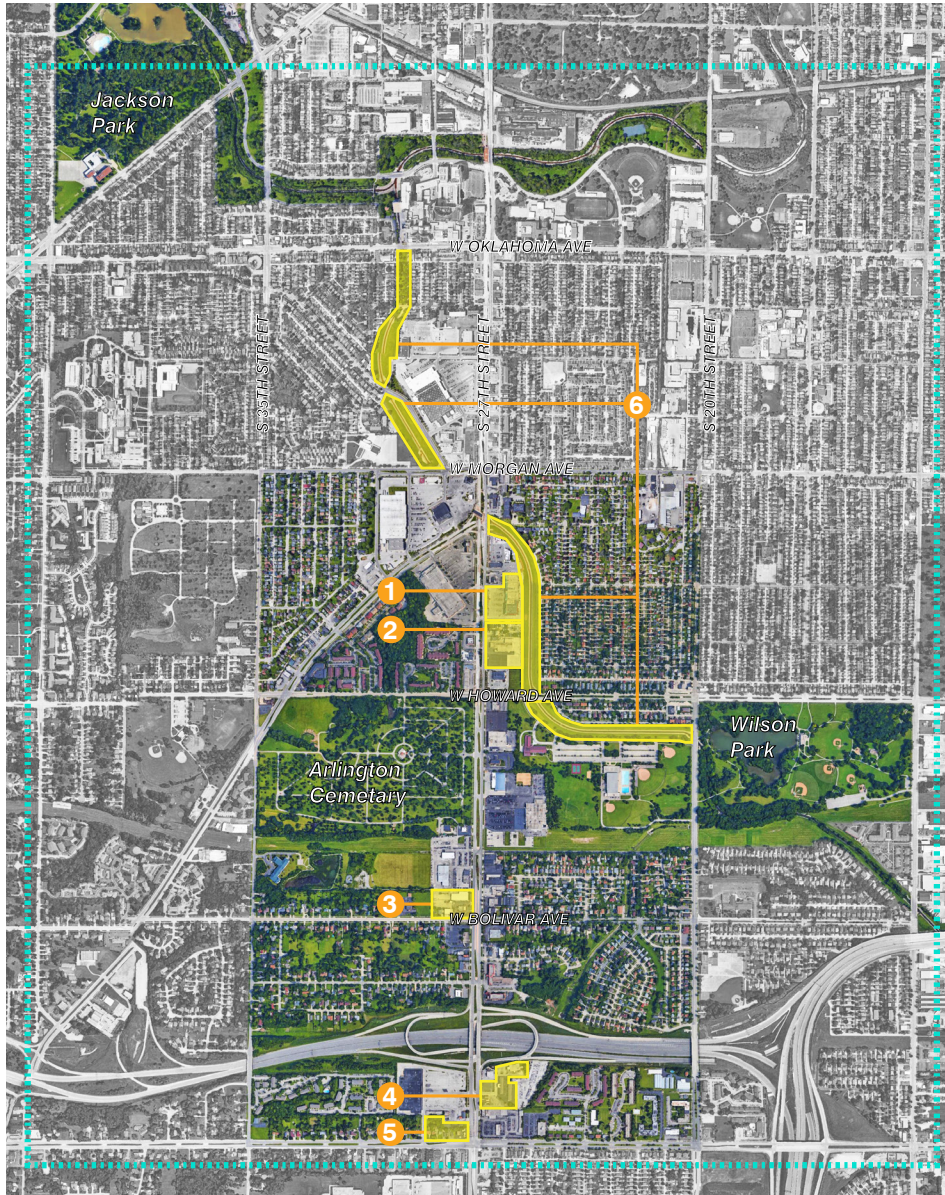 Jackson
Park
W OKLAHOMA AVE
S 35TH STREET
S 27TH STREET
S 20TH STREET
6
W MORGAN AVE
1
2
W HOWARD AVE
Wilson
Park
Arlington
Cemetary
3
W BOLIVAR AVE
4
5